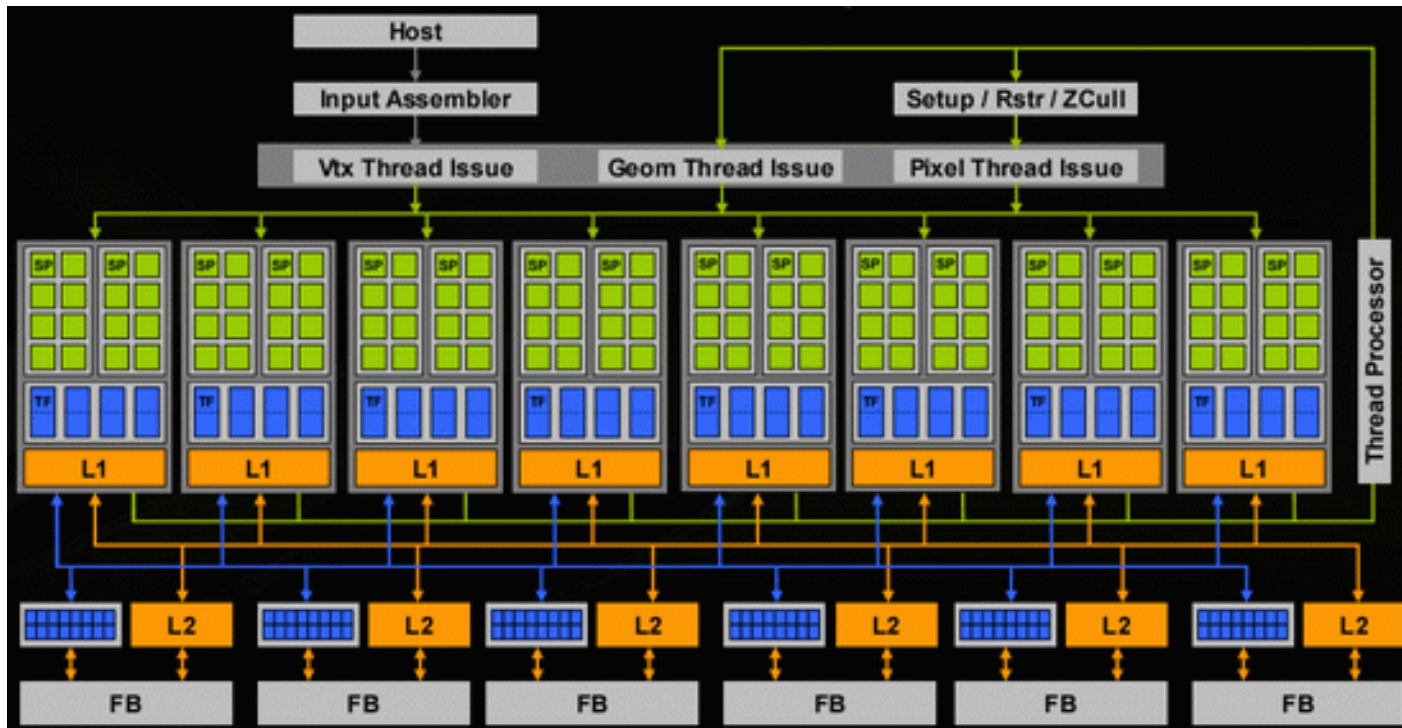 Host
Input Assembler
Setup / Rstr / ZCull
Vtx Thread Issue
Geom Thread Issue
Pixel Thread Issue
SP SP SP SP SP SP SP SP SP SP SP SP SP SP SP SP
Thread Processor
TF TF TF TF TF TF TF TF
L1 L1 L1 L1 L1 L1 L1 L1
L2 L2 L2 L2 L2 L2
FB FB FB FB FB FB